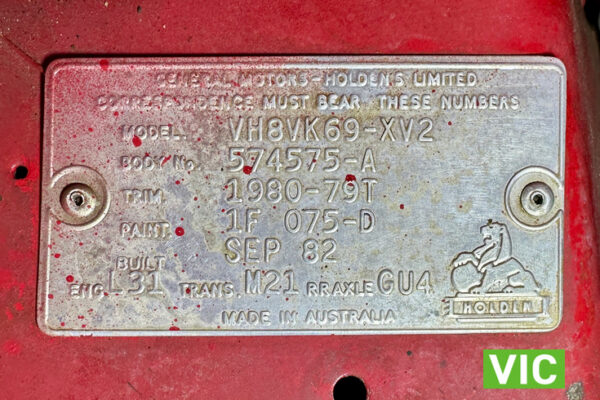 GENERAL MOTORS-HOLDEN'S LIMITED
CORRESPONDENCE MUST BEAR THESE NUMBERS
MODEL. VH8VK69-XV2
BODY No. 574575-A
TRIM 1980-79T
PAINT 1F 075-D
BUILT SEP 82
ENG L31 TRANS. M21 RRAXLE GU4
MADE IN AUSTRALIA
HOLDEN
VIC